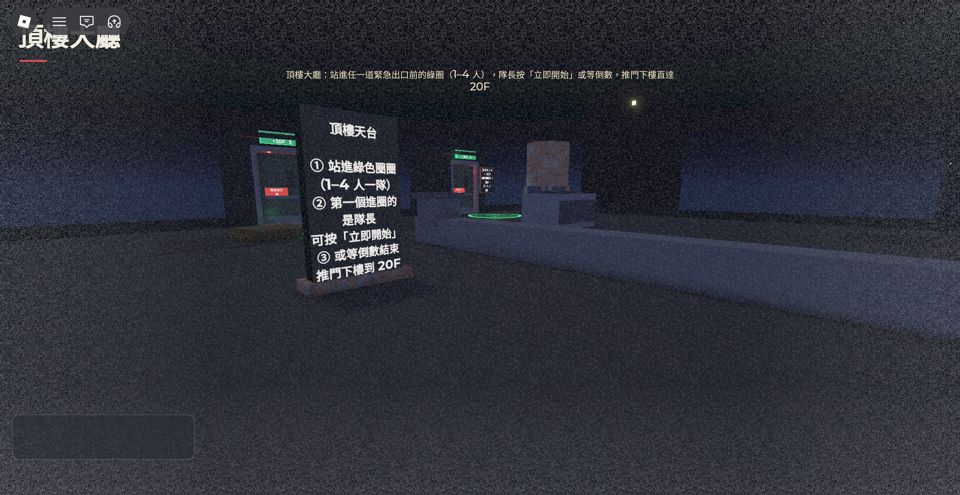 頂樓大廳
頂樓大廳：站進任一道緊急出口前的綠圈（1–4 人），隊長按「立即開始」或等倒數，推門下樓直達
20F
頂樓天台
① 站進綠色圈圈
（1–4 人一隊）
② 第一個進圈的
是隊長
可按「立即開始」
③ 或等倒數結束
推門下樓到 20F